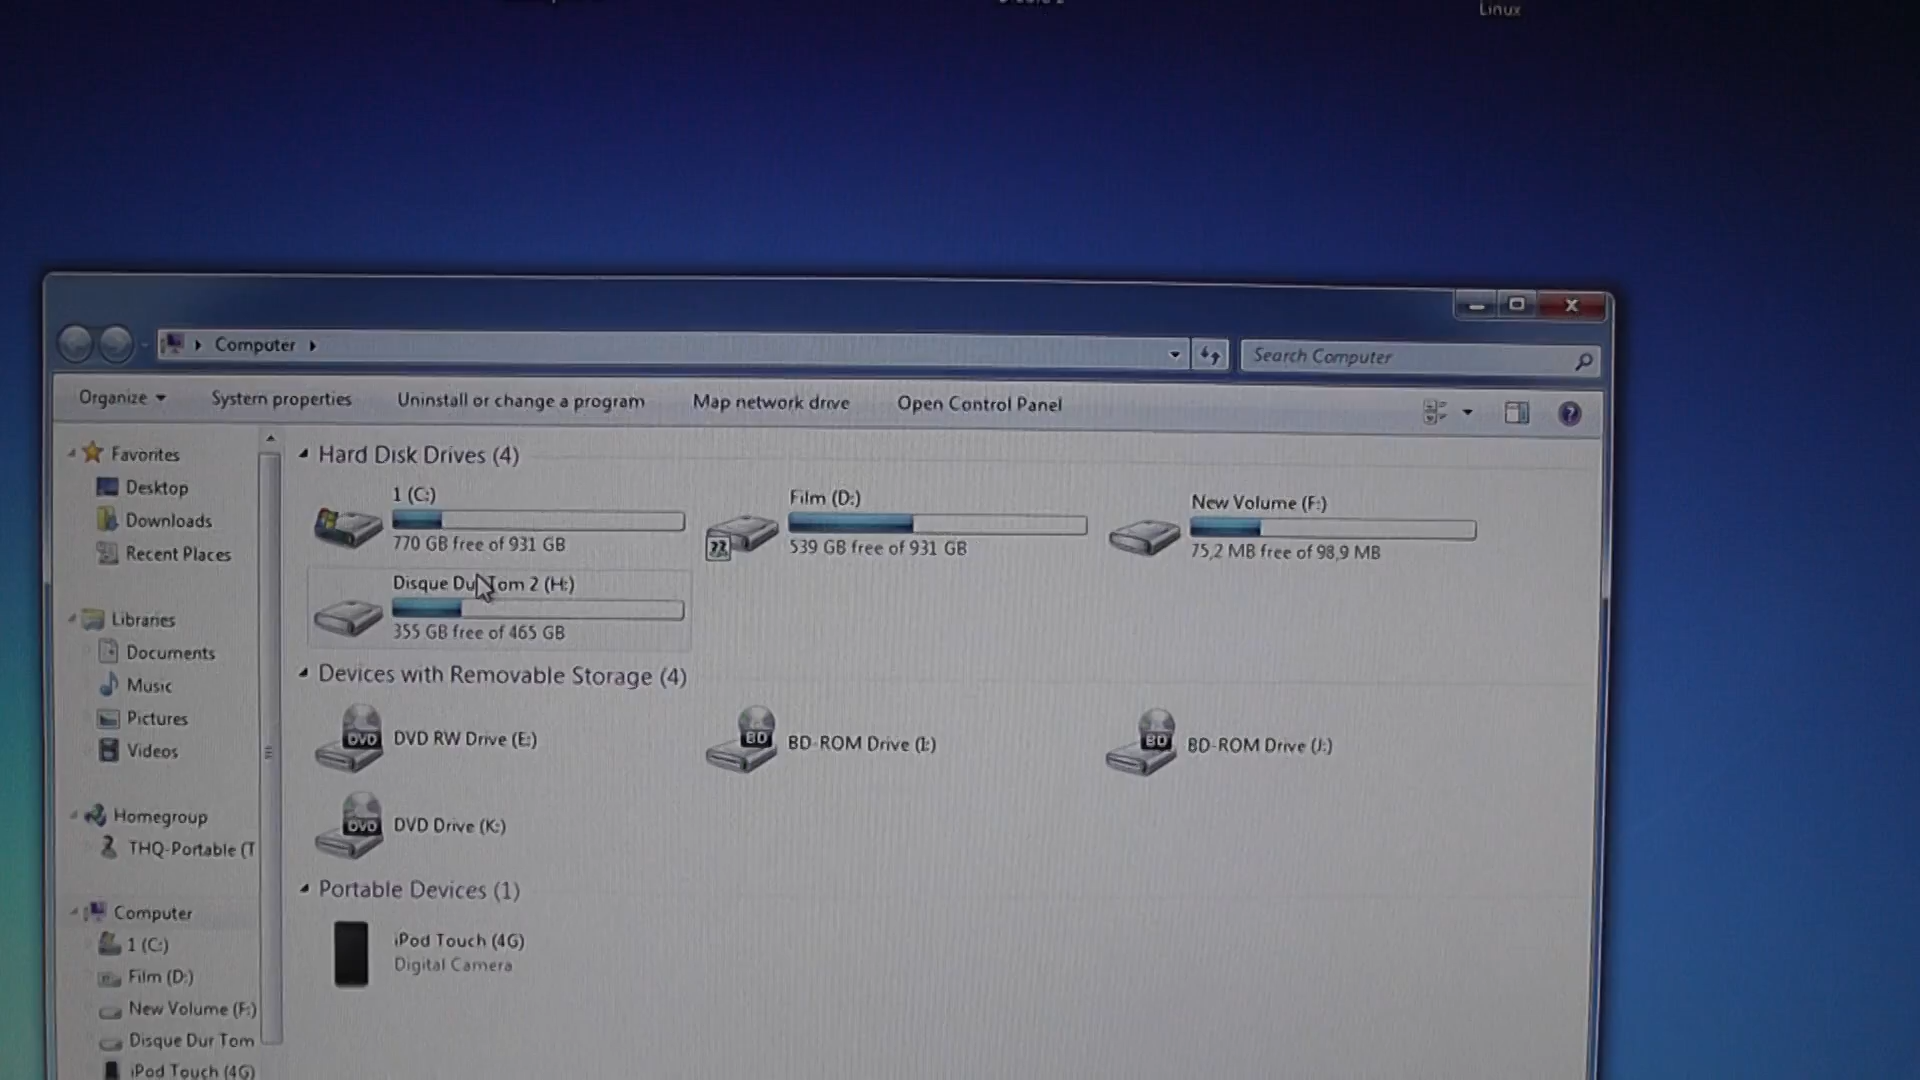 Linux
Computer
Search Computer
Organize
System properties
Uninstall or change a program
Map network drive
Open Control Panel
Favorites
Desktop
Downloads
Recent Places
Libraries
Documents
Music
Pictures
Videos
Homegroup
THQ-Portable (T
Computer
1 (C:)
Film (D:)
New Volume (F:)
Disque Dur Tom
iPod Touch (4G)
Hard Disk Drives (4)
1 (C:)
770 GB free of 931 GB
Film (D:)
539 GB free of 931 GB
New Volume (F:)
75,2 MB free of 98,9 MB
Disque Du Tom 2 (H:)
355 GB free of 465 GB
Devices with Removable Storage (4)
DVD
DVD RW Drive (E:)
BD
BD-ROM Drive (I:)
BD
BD-ROM Drive (J:)
DVD
DVD Drive (K:)
Portable Devices (1)
iPod Touch (4G)
Digital Camera